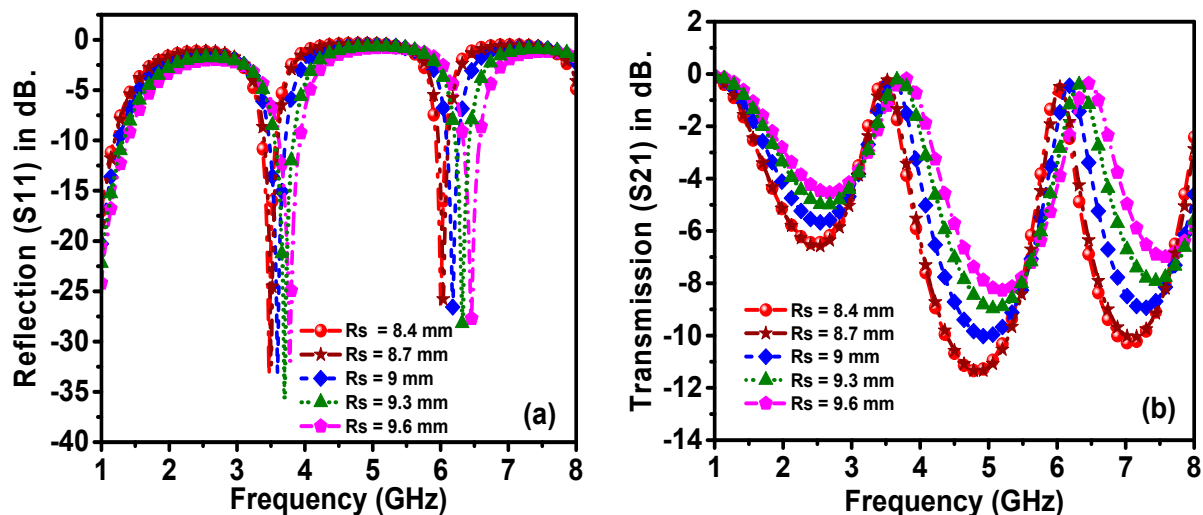 0
-5
-10
-15
-20
-25
-30
-35
-40
1 2 3 4 5 6 7 8
Reflection (S11) in dB.
Frequency (GHz)
Rs = 8.4 mm
Rs = 8.7 mm
Rs = 9 mm
Rs = 9.3 mm
Rs = 9.6 mm
(a)
2
0
-2
-4
-6
-8
-10
-12
-14
1 2 3 4 5 6 7 8
Transmission (S21) in dB.
Frequency (GHz)
Rs = 8.4 mm
Rs = 8.7 mm
Rs = 9 mm
Rs = 9.3 mm
Rs = 9.6 mm
(b)